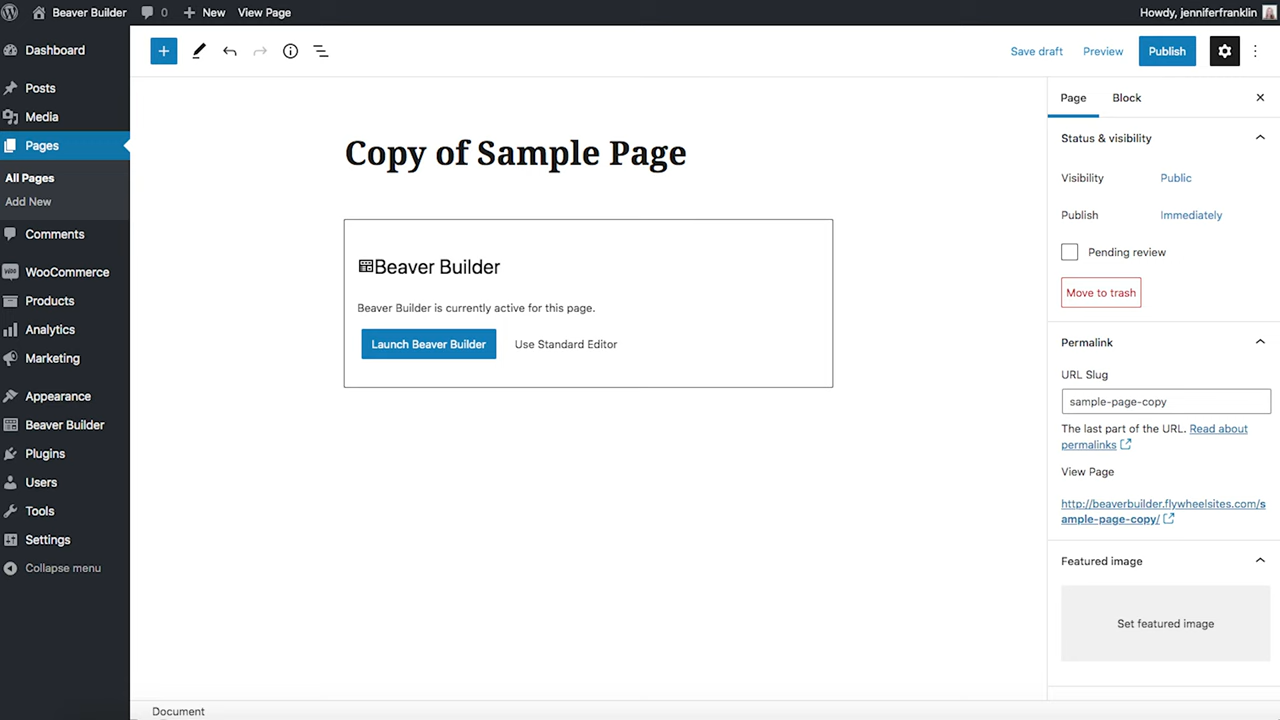 Beaver Builder 0 New View Page Howdy, jenniferfranklin
Dashboard
Posts
Media
Pages
All Pages
Add New
Comments
WooCommerce
Products
Analytics
Marketing
Appearance
Beaver Builder
Plugins
Users
Tools
Settings
Collapse menu
Save draft Preview Publish
Copy of Sample Page
Beaver Builder
Beaver Builder is currently active for this page.
Launch Beaver Builder Use Standard Editor
Document
Page Block
Status & visibility
Visibility Public
Publish Immediately
Pending review
Move to trash
Permalink
URL Slug
sample-page-copy
The last part of the URL. Read about
permalinks
View Page
http://beaverbuilder.flywheelsites.com/s
ample-page-copy/
Featured image
Set featured image